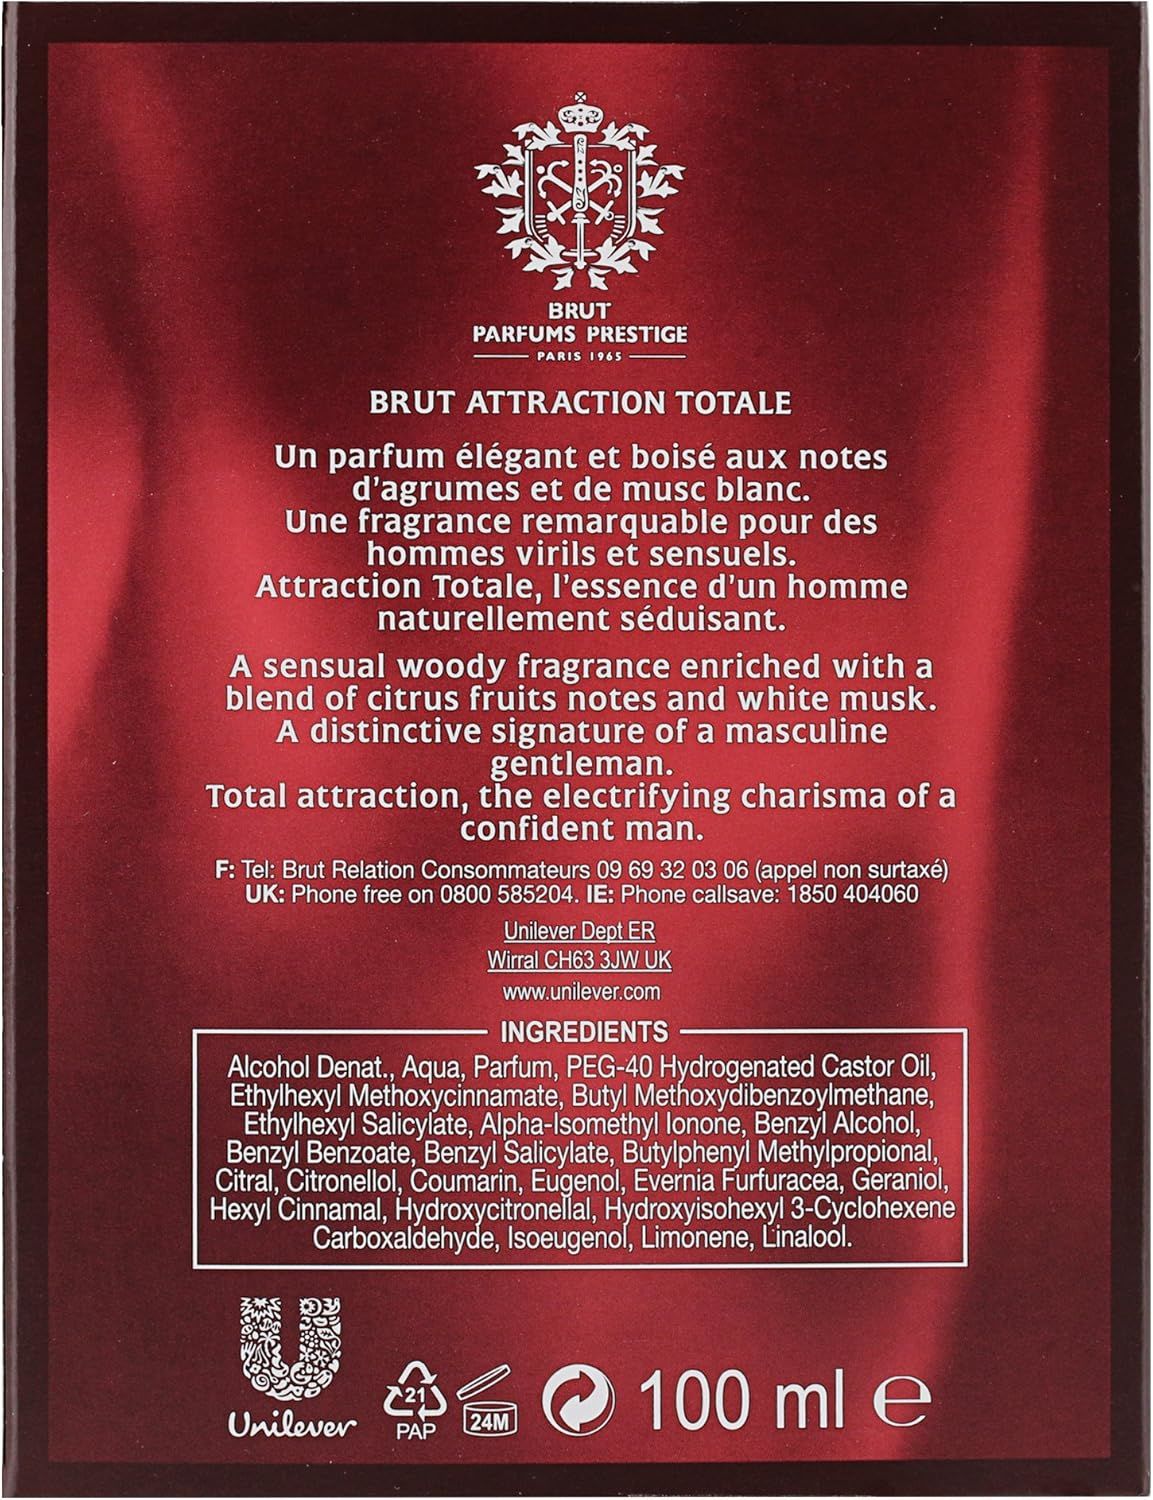 BRUT
PARFUMS PRESTIGE
PARIS 1965
BRUT ATTRACTION TOTALE
Un parfum élégant et boisé aux notes
d'agrumes et de musc blanc.
Une fragrance remarquable pour des
hommes virils et sensuels.
Attraction Totale, l'essence d'un homme
naturellement séduisant.
A sensual woody fragrance enriched with a
blend of citrus fruits notes and white musk.
A distinctive signature of a masculine
gentleman.
Total attraction, the electrifying charisma of a
confident man.
F: Tel: Brut Relation Consommateurs 09 69 32 03 06 (appel non surtaxé)
UK: Phone free on 0800 585204. IE: Phone callsave: 1850 404060
Unilever Dept ER
Wirral CH63 3JW UK
www.unilever.com
INGREDIENTS
Alcohol Denat., Aqua, Parfum, PEG-40 Hydrogenated Castor Oil,
Ethylhexyl Methoxycinnamate, Butyl Methoxydibenzoylmethane,
Ethylhexyl Salicylate, Alpha-Isomethyl Ionone, Benzyl Alcohol,
Benzyl Benzoate, Benzyl Salicylate, Butylphenyl Methylpropional,
Citral, Citronellol, Coumarin, Eugenol, Evernia Furfuracea, Geraniol,
Hexyl Cinnamal, Hydroxycitronellal, Hydroxyisohexyl 3-Cyclohexene
Carboxaldehyde, Isoeugenol, Limonene, Linalool.
Unilever
21
PAP
24M
100 ml e